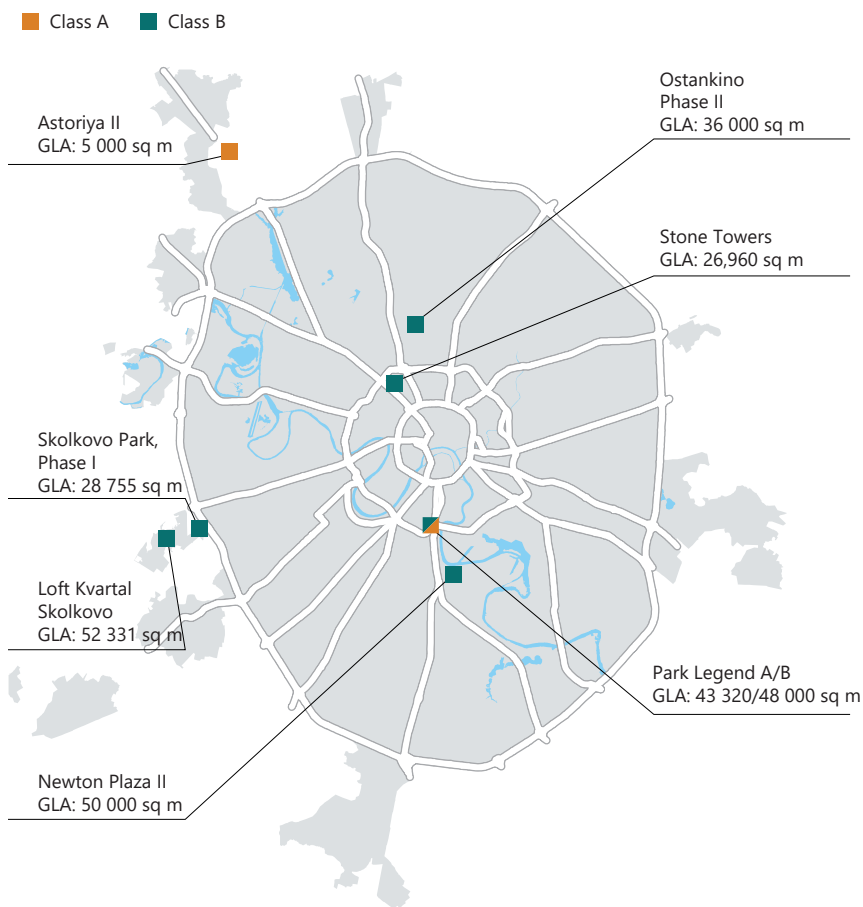 Class A
Class B
Ostankino
Phase II
GLA: 36 000 sq m
Astoriya II
GLA: 5 000 sq m
Stone Towers
GLA: 26,960 sq m
Skolkovo Park,
Phase I
GLA: 28 755 sq m
Loft Kvartal
Skolkovo
GLA: 52 331 sq m
Park Legend A/B
GLA: 43 320/48 000 sq m
Newton Plaza II
GLA: 50 000 sq m